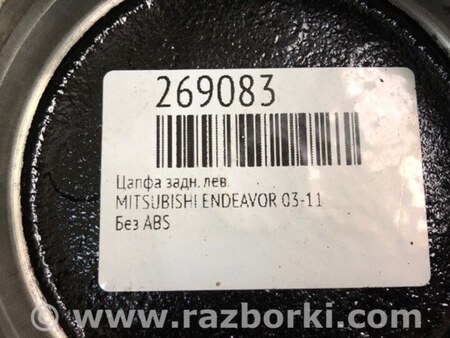 269083
Цапфа задн. лев.
MITSUBISHI ENDEAVOR 03-11
Без ABS
www.razborki.com